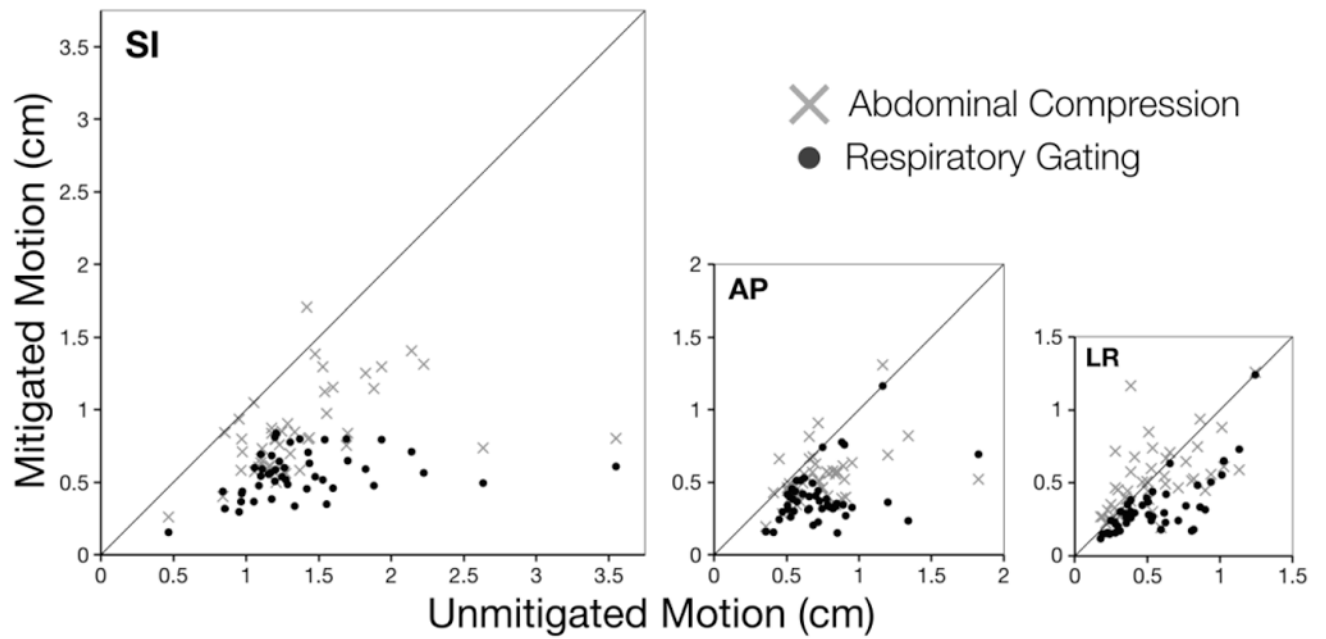 SI
3.5
3
2.5
2
1.5
1
0.5
0
0 0.5 1 1.5 2 2.5 3 3.5
Mitigated Motion (cm)
× Abdominal Compression
● Respiratory Gating
AP
2
1.5
1
0.5
0
0 0.5 1 1.5 2
LR
1.5
1
0.5
0
0 0.5 1 1.5
Unmitigated Motion (cm)